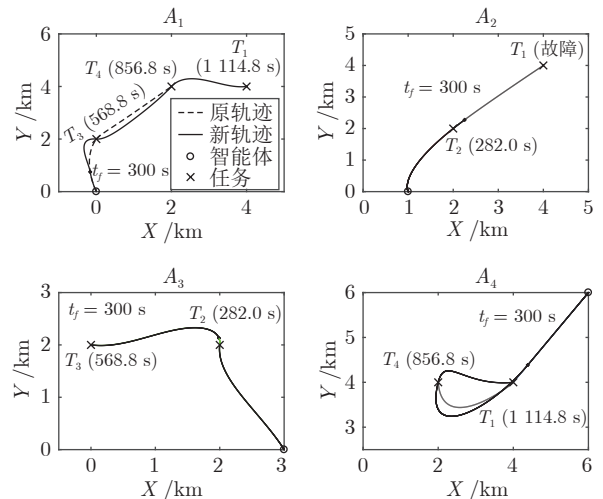 A₁
T₁
T₄ (856.8 s)
(1 114.8 s)
T₃ (568.8 s)
t_f = 300 s
原轨迹
新轨迹
智能体
任务
Y /km
6
4
2
0
0
2
4
X /km
A₂
T₁ (故障)
t_f = 300 s
T₂ (282.0 s)
Y /km
5
4
3
2
1
0
0
1
2
3
4
5
X /km
A₃
t_f = 300 s
T₂ (282.0 s)
T₃ (568.8 s)
Y /km
3
2
1
0
0
1
2
3
X /km
A₄
t_f = 300 s
T₄ (856.8 s)
T₁ (1 114.8 s)
Y /km
6
5
4
3
0
2
4
6
X /km